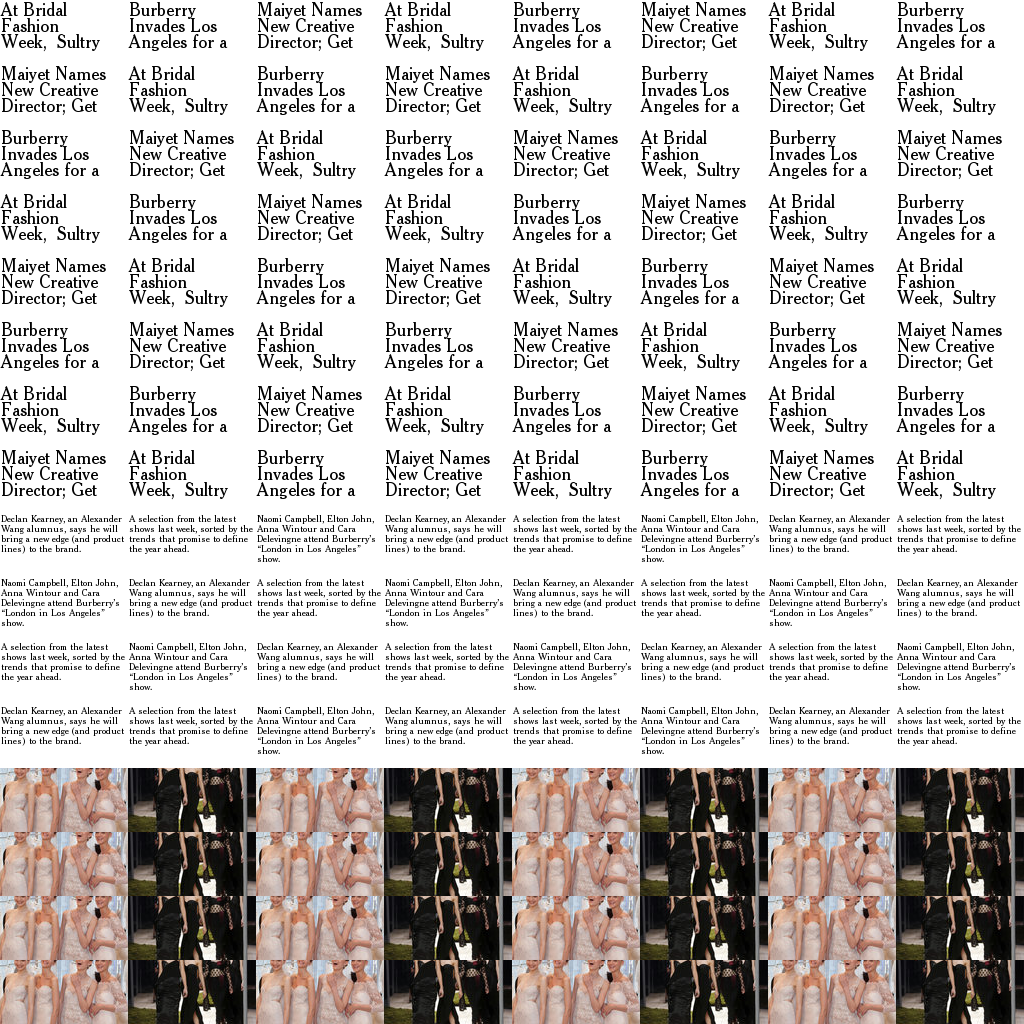 At Bridal Burberry Maiyet Names At Bridal Burberry Maiyet Names At Bridal Burberry
Fashion Invades Los New Creative Fashion Invades Los New Creative Fashion Invades Los
Week, Sultry Angeles for a Director; Get Week, Sultry Angeles for a Director; Get Week, Sultry Angeles for a
Maiyet Names At Bridal Burberry Maiyet Names At Bridal Burberry Maiyet Names At Bridal
New Creative Fashion Invades Los New Creative Fashion Invades Los New Creative Fashion
Director; Get Week, Sultry Angeles for a Director; Get Week, Sultry Angeles for a Director; Get Week, Sultry
Burberry Maiyet Names At Bridal Burberry Maiyet Names At Bridal Burberry Maiyet Names
Invades Los New Creative Fashion Invades Los New Creative Fashion Invades Los New Creative
Angeles for a Director; Get Week, Sultry Angeles for a Director; Get Week, Sultry Angeles for a Director; Get
At Bridal Burberry Maiyet Names At Bridal Burberry Maiyet Names At Bridal Burberry
Fashion Invades Los New Creative Fashion Invades Los New Creative Fashion Invades Los
Week, Sultry Angeles for a Director; Get Week, Sultry Angeles for a Director; Get Week, Sultry Angeles for a
Maiyet Names At Bridal Burberry Maiyet Names At Bridal Burberry Maiyet Names At Bridal
New Creative Fashion Invades Los New Creative Fashion Invades Los New Creative Fashion
Director; Get Week, Sultry Angeles for a Director; Get Week, Sultry Angeles for a Director; Get Week, Sultry
Burberry Maiyet Names At Bridal Burberry Maiyet Names At Bridal Burberry Maiyet Names
Invades Los New Creative Fashion Invades Los New Creative Fashion Invades Los New Creative
Angeles for a Director; Get Week, Sultry Angeles for a Director; Get Week, Sultry Angeles for a Director; Get
At Bridal Burberry Maiyet Names At Bridal Burberry Maiyet Names At Bridal Burberry
Fashion Invades Los New Creative Fashion Invades Los New Creative Fashion Invades Los
Week, Sultry Angeles for a Director; Get Week, Sultry Angeles for a Director; Get Week, Sultry Angeles for a
Maiyet Names At Bridal Burberry Maiyet Names At Bridal Burberry Maiyet Names At Bridal
New Creative Fashion Invades Los New Creative Fashion Invades Los New Creative Fashion
Director; Get Week, Sultry Angeles for a Director; Get Week, Sultry Angeles for a Director; Get Week, Sultry
Declan Kearney, an Alexander A selection from the latest Naomi Campbell, Elton John, Declan Kearney, an Alexander A selection from the latest Naomi Campbell, Elton John, Declan Kearney, an Alexander A selection from the latest
Wang alumnus, says he will shows last week, sorted by the Anna Wintour and Cara Wang alumnus, says he will shows last week, sorted by the Anna Wintour and Cara Wang alumnus, says he will shows last week, sorted by the
bring a new edge (and product trends that promise to define Delevingne attend Burberry's bring a new edge (and product trends that promise to define Delevingne attend Burberry's bring a new edge (and product trends that promise to define
lines) to the brand. the year ahead. “London in Los Angeles” lines) to the brand. the year ahead. “London in Los Angeles” lines) to the brand. the year ahead.
show. show.
Naomi Campbell, Elton John, Declan Kearney, an Alexander A selection from the latest Naomi Campbell, Elton John, Declan Kearney, an Alexander A selection from the latest Naomi Campbell, Elton John, Declan Kearney, an Alexander
Anna Wintour and Cara Wang alumnus, says he will shows last week, sorted by the Anna Wintour and Cara Wang alumnus, says he will shows last week, sorted by the Anna Wintour and Cara Wang alumnus, says he will
Delevingne attend Burberry's bring a new edge (and product trends that promise to define Delevingne attend Burberry's bring a new edge (and product trends that promise to define Delevingne attend Burberry's bring a new edge (and product
“London in Los Angeles” lines) to the brand. the year ahead. “London in Los Angeles” lines) to the brand. the year ahead. “London in Los Angeles” lines) to the brand.
show. show. show.
A selection from the latest Naomi Campbell, Elton John, Declan Kearney, an Alexander A selection from the latest Naomi Campbell, Elton John, Declan Kearney, an Alexander A selection from the latest Naomi Campbell, Elton John,
shows last week, sorted by the Anna Wintour and Cara Wang alumnus, says he will shows last week, sorted by the Anna Wintour and Cara Wang alumnus, says he will shows last week, sorted by the Anna Wintour and Cara
trends that promise to define Delevingne attend Burberry's bring a new edge (and product trends that promise to define Delevingne attend Burberry's bring a new edge (and product trends that promise to define Delevingne attend Burberry's
the year ahead. “London in Los Angeles” lines) to the brand. the year ahead. “London in Los Angeles” lines) to the brand. the year ahead. “London in Los Angeles”
show. show. show.
Declan Kearney, an Alexander A selection from the latest Naomi Campbell, Elton John, Declan Kearney, an Alexander A selection from the latest Naomi Campbell, Elton John, Declan Kearney, an Alexander A selection from the latest
Wang alumnus, says he will shows last week, sorted by the Anna Wintour and Cara Wang alumnus, says he will shows last week, sorted by the Anna Wintour and Cara Wang alumnus, says he will shows last week, sorted by the
bring a new edge (and product trends that promise to define Delevingne attend Burberry's bring a new edge (and product trends that promise to define Delevingne attend Burberry's bring a new edge (and product trends that promise to define
lines) to the brand. the year ahead. “London in Los Angeles” lines) to the brand. the year ahead. “London in Los Angeles” lines) to the brand. the year ahead.
show. show.